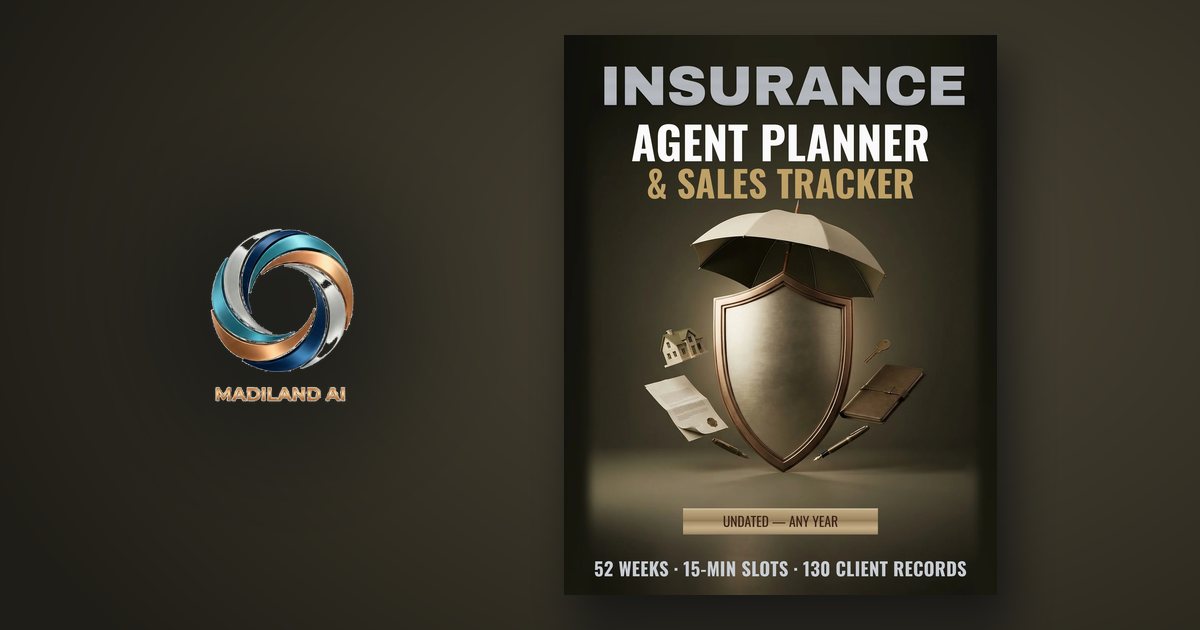 MADILAND AI
INSURANCE
AGENT PLANNER
& SALES TRACKER
UNDATED — ANY YEAR
52 WEEKS · 15-MIN SLOTS · 130 CLIENT RECORDS